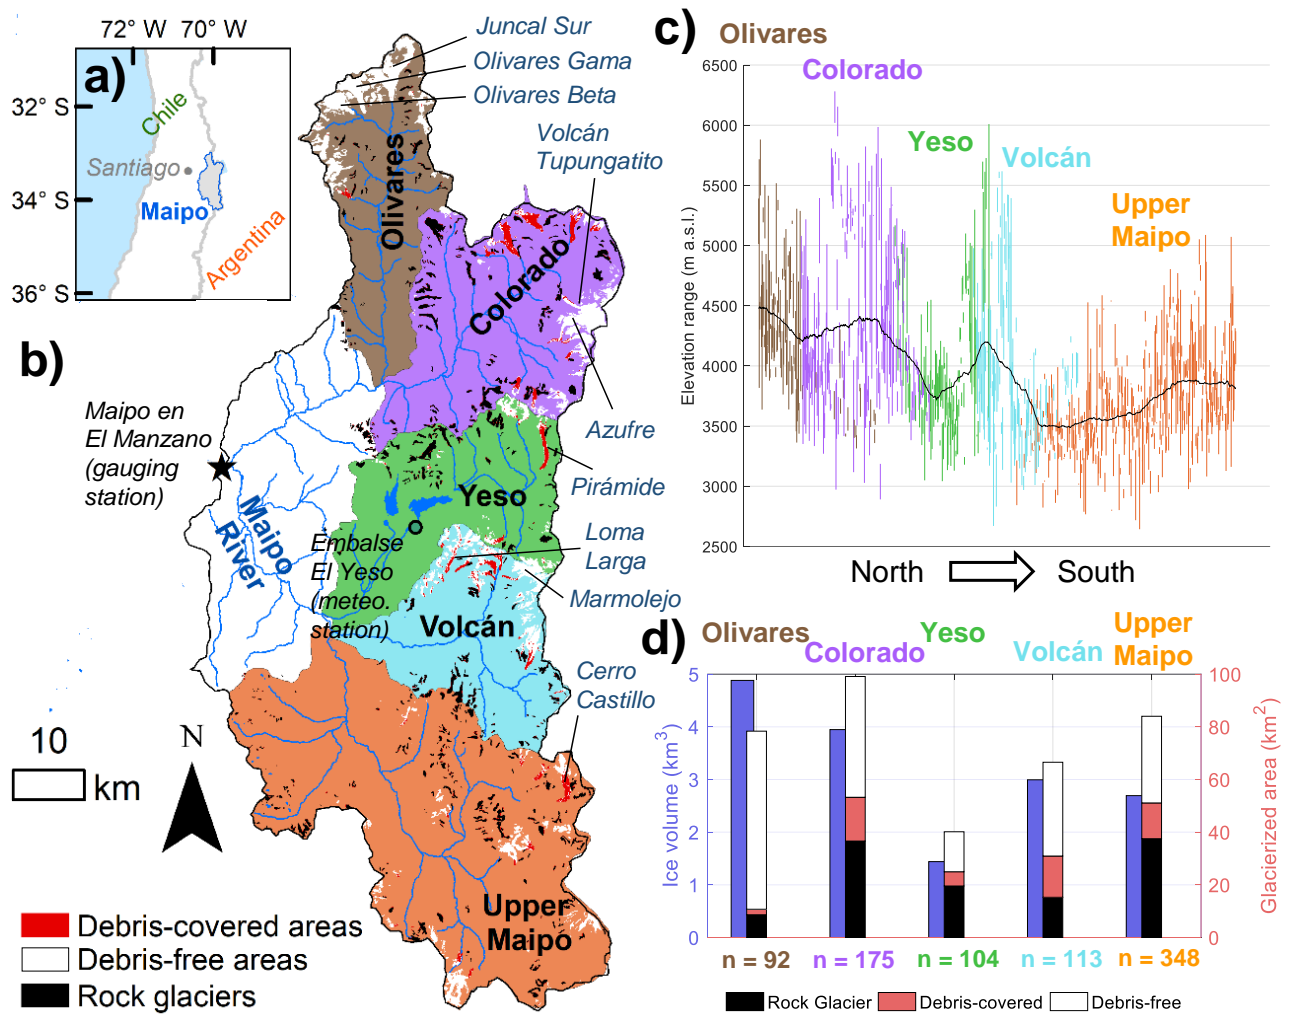 72° W 70° W
a)
32° S
34° S
36° S
Chile
Santiago
Maipo
Argentina
b)
Juncal Sur
Olivares Gama
Olivares Beta
Volcán
Tupungatito
Olivares
Colorado
Azufre
Pirámide
Yeso
Loma
Larga
Marmolejo
Maipo en
El Manzano
(gauging
station)
Maipo
River
Embalse
El Yeso
(meteo.
station)
Volcán
Cerro
Castillo
Upper
Maipo
10
km
N
Debris-covered areas
Debris-free areas
Rock glaciers
c)
Olivares
Colorado
Yeso
Volcán
Upper
Maipo
Elevation range (m a.s.l.)
6500
6000
5500
5000
4500
4000
3500
3000
2500
North
South
d)
Olivares
Colorado
Yeso
Volcán
Upper
Maipo
Ice volume (km3)
5
4
3
2
1
0
100
80
60
40
20
0
Glacierized area (km2)
n = 92
n = 175
n = 104
n = 113
n = 348
Rock Glacier
Debris-covered
Debris-free